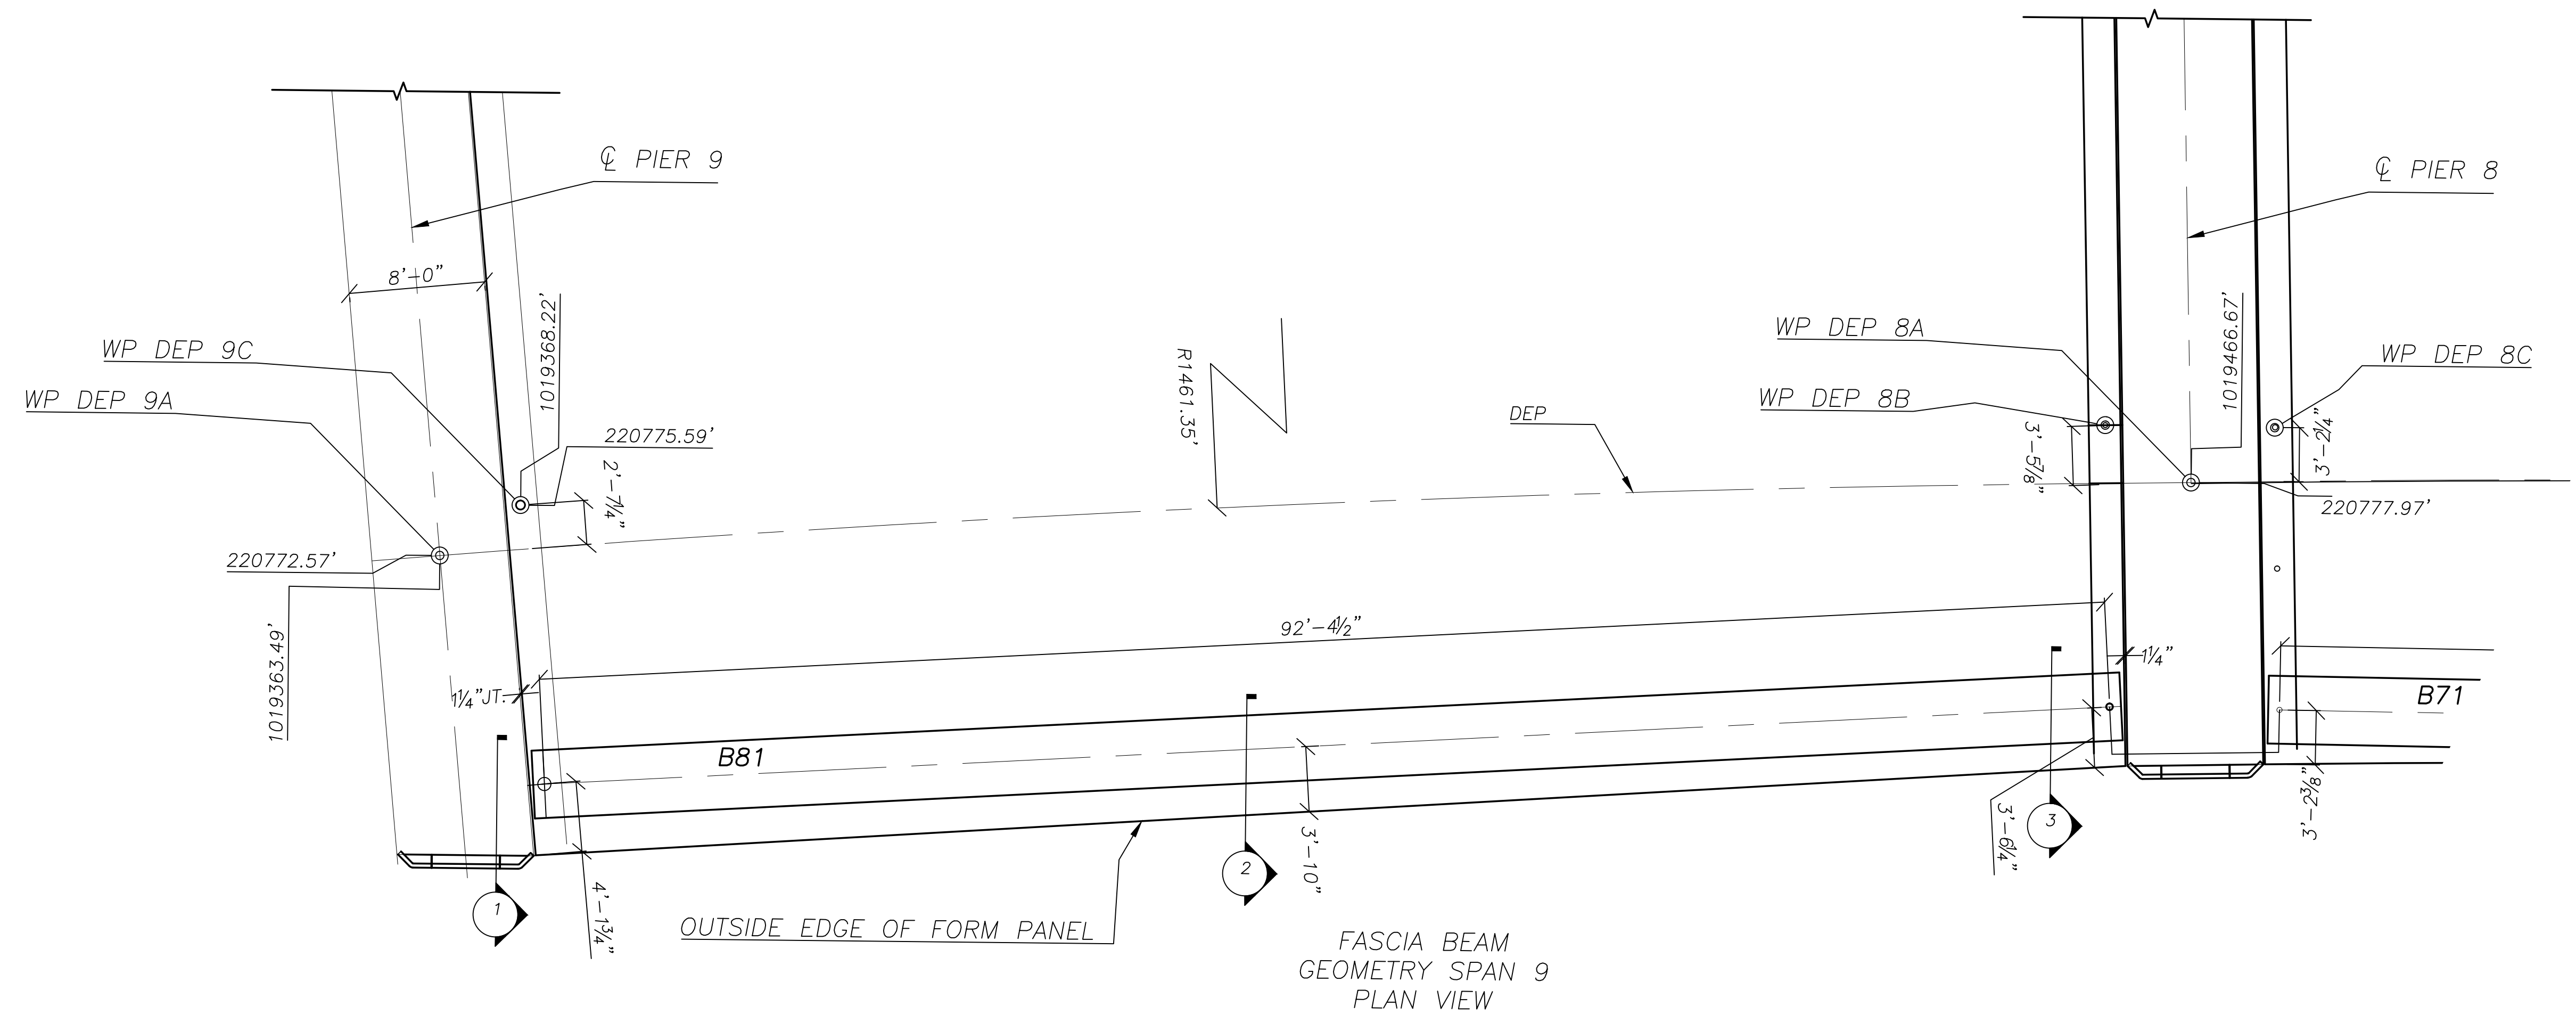 ℄ PIER 9
℄ PIER 8
8'-0"
1019368.22'
1019466.67'
WP DEP 8A
WP DEP 9C
R1461.35'
WP DEP 8C
WP DEP 9A
DEP
WP DEP 8B
3'-2¼"
220775.59'
3'-5⅞"
2'-7¼"
220777.97'
220772.57'
1019363.49'
92'-4½"
1¼"
1¼"JT.
B71
B81
3'-2⅜"
3'-6¼"
3
3'-10"
2
4'-1¾"
1
OUTSIDE EDGE OF FORM PANEL
FASCIA BEAM
GEOMETRY SPAN 9
PLAN VIEW